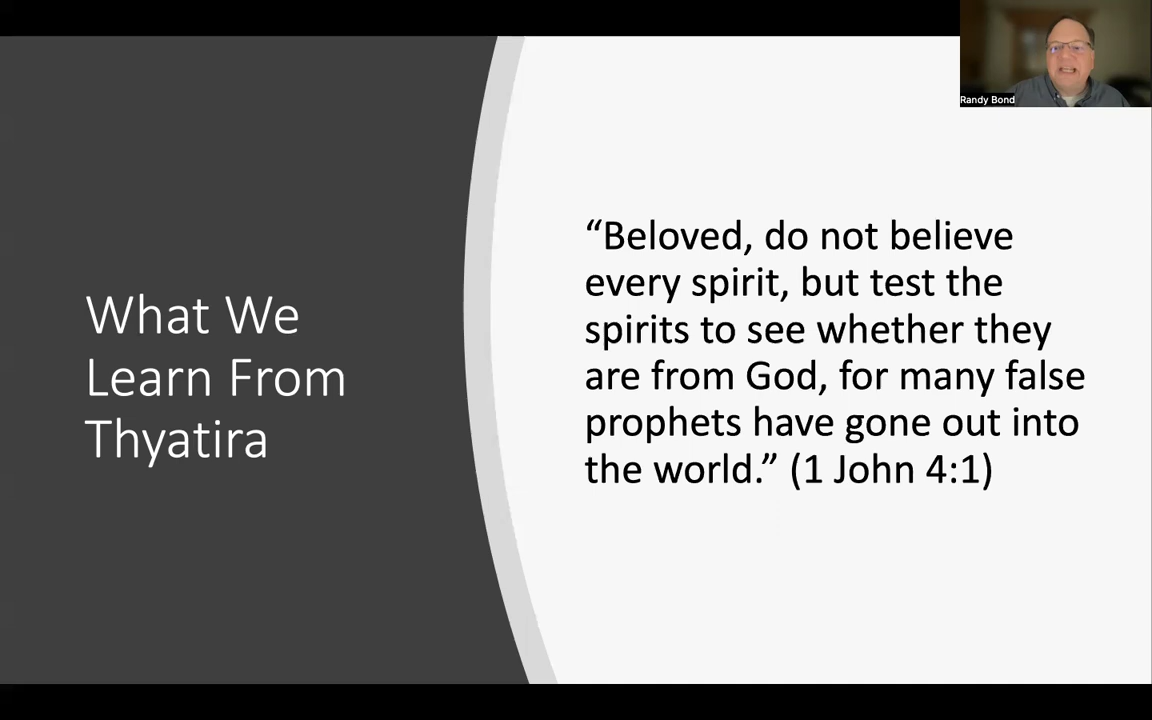 Randy Bond
What We
Learn From
Thyatira
“Beloved, do not believe
every spirit, but test the
spirits to see whether they
are from God, for many false
prophets have gone out into
the world.” (1 John 4:1)